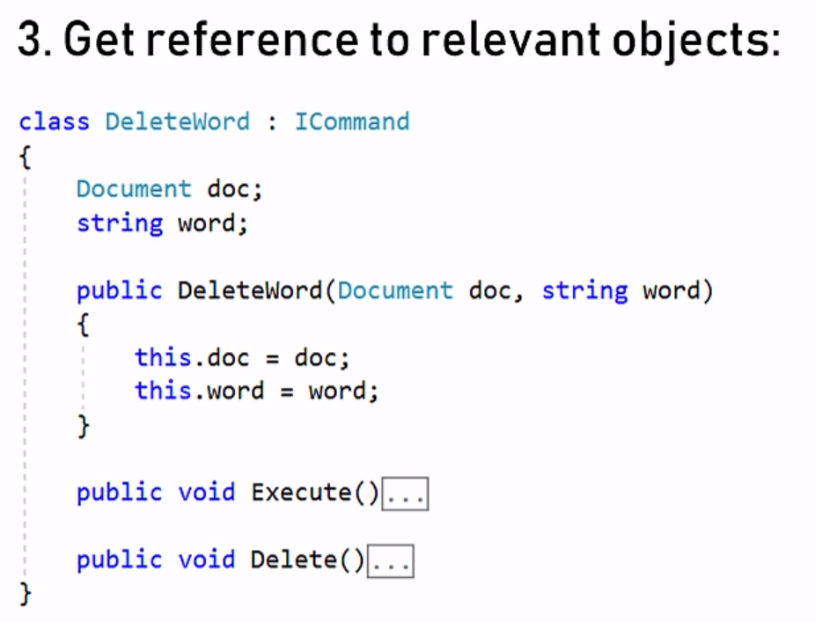 3. Get reference to relevant objects:
class DeleteWord : ICommand
{
Document doc;
string word;
public DeleteWord(Document doc, string word)
{
this.doc = doc;
this.word = word;
}
public void Execute()...
public void Delete()...
}